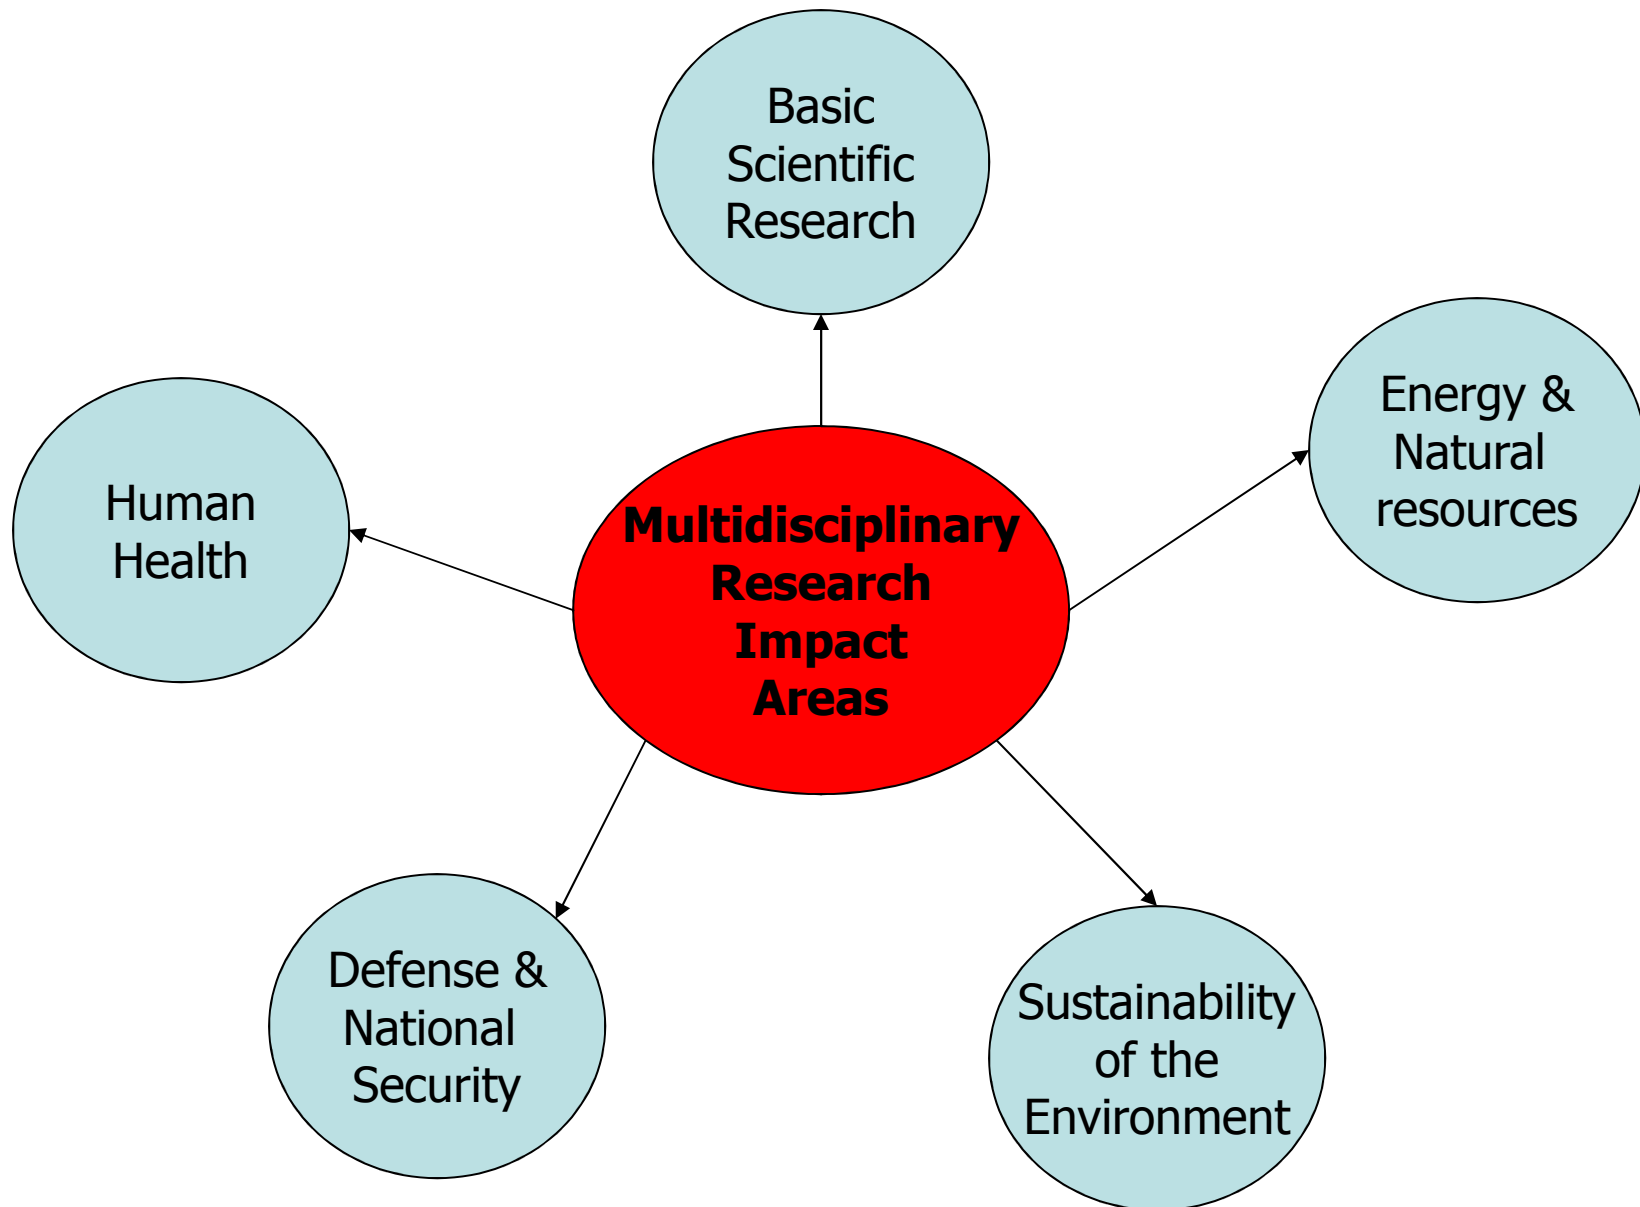 Basic
Scientific
Research
Energy &
Natural
resources
Human
Health
Multidisciplinary
Research
Impact
Areas
Defense &
National
Security
Sustainability
of the
Environment